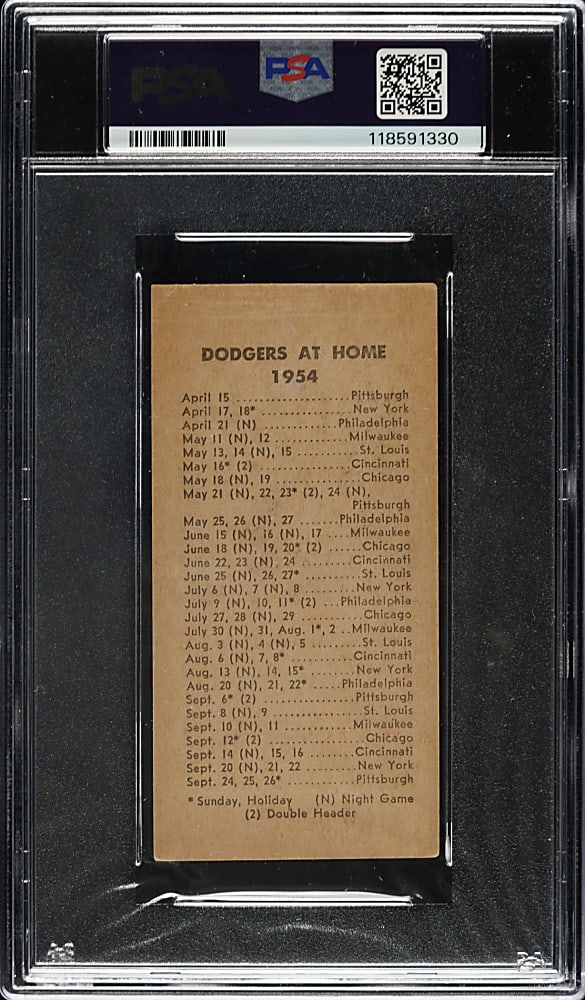 PSA
PSA
118591330
DODGERS AT HOME
1954
April 15 ......................Pittsburgh
April 17, 18* .................New York
April 21 (N) ..............Philadelphia
May 11 (N), 12 .............Milwaukee
May 13, 14 (N), 15 ...........St. Louis
May 16* (2) .................Cincinnati
May 18 (N), 19 ...............Chicago
May 21 (N), 22, 23* (2), 24 (N),
Pittsburgh
May 25, 26 (N), 27 .......Philadelphia
June 15 (N), 16 (N), 17 .....Milwaukee
June 18 (N), 19, 20* (2) .......Chicago
June 22, 23 (N) 24 ..........Cincinnati
June 25 (N), 26, 27* ..........St. Louis
July 6 (N), 7 (N), 8 ..........New York
July 9 (N), 10, 11* (2) ...Philadelphia
July 27, 28 (N), 29 ............Chicago
July 30 (N), 31, Aug. 1*, 2 ..Milwaukee
Aug. 3 (N), 4 (N), 5 .........St. Louis
Aug. 6 (N), 7, 8* ............Cincinnati
Aug. 13 (N), 14, 15* .........New York
Aug. 20 (N), 21, 22* .....Philadelphia
Sept. 6* (2) .................Pittsburgh
Sept. 8 (N), 9 ................St. Louis
Sept. 10 (N), 11 ............Milwaukee
Sept. 12* (2) .................Chicago
Sept. 14 (N), 15, 16 ........Cincinnati
Sept. 20 (N), 21, 22 .........New York
Sept. 24, 25, 26* ............Pittsburgh
* Sunday, Holiday (N) Night Game
(2) Double Header